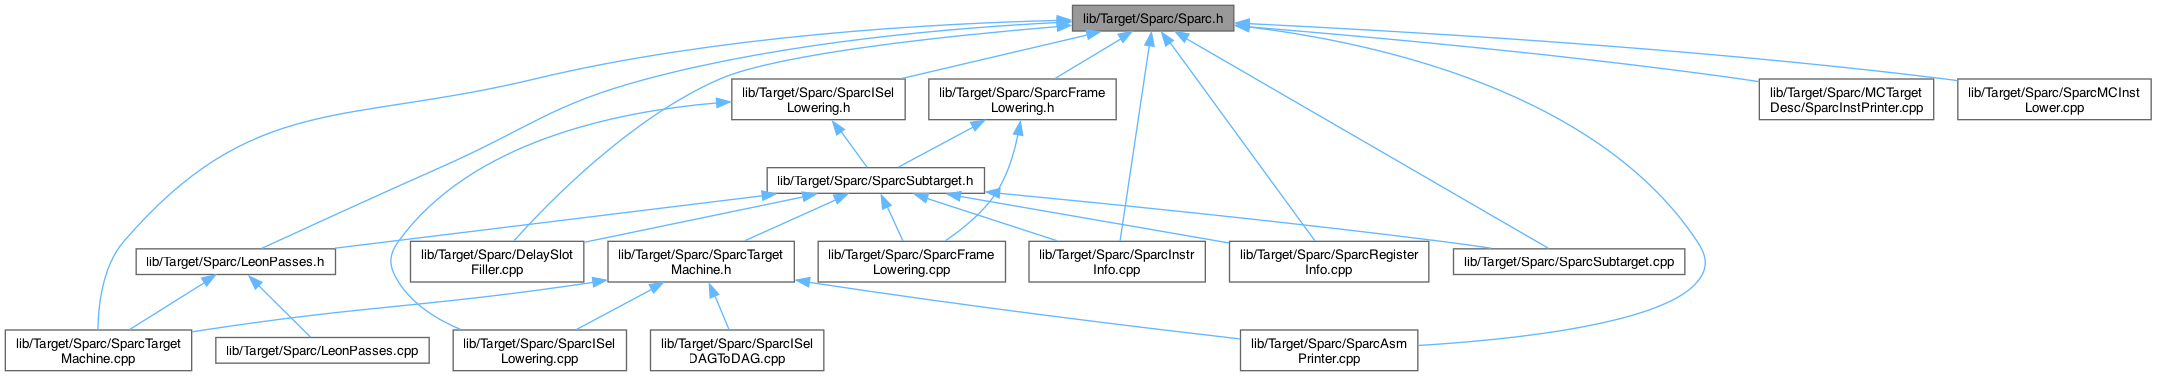 lib/Target/Sparc/Sparc.h
lib/Target/Sparc/SparcISel
Lowering.h
lib/Target/Sparc/SparcFrame
Lowering.h
lib/Target/Sparc/MCTarget
Desc/SparcInstPrinter.cpp
lib/Target/Sparc/SparcMCInst
Lower.cpp
lib/Target/Sparc/SparcSubtarget.h
lib/Target/Sparc/LeonPasses.h
lib/Target/Sparc/DelaySlot
Filler.cpp
lib/Target/Sparc/SparcTarget
Machine.h
lib/Target/Sparc/SparcFrame
Lowering.cpp
lib/Target/Sparc/SparcInstr
Info.cpp
lib/Target/Sparc/SparcRegister
Info.cpp
lib/Target/Sparc/SparcSubtarget.cpp
lib/Target/Sparc/SparcTarget
Machine.cpp
lib/Target/Sparc/LeonPasses.cpp
lib/Target/Sparc/SparcISel
Lowering.cpp
lib/Target/Sparc/SparcISel
DAGToDAG.cpp
lib/Target/Sparc/SparcAsm
Printer.cpp